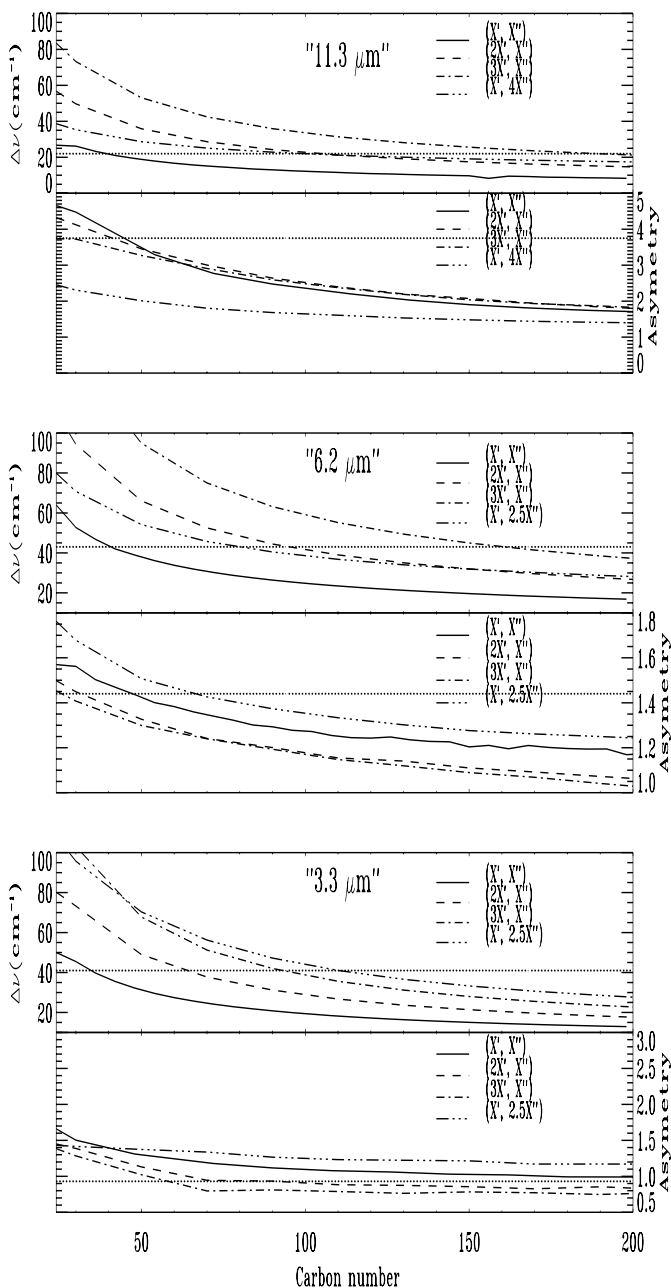 100
80
60
40
20
0
Δν(cm⁻¹)
"11.3 μm"
(X', X'')
(2X', X'')
(3X', X'')
(X', 4X'')
(X', X'')
(2X', X'')
(3X', X'')
(X', 4X'')
5
4
3
2
1
0
Asymetry
100
80
60
40
20
Δν(cm⁻¹)
"6.2 μm"
(X', X'')
(2X', X'')
(3X', X'')
(X', 2.5X'')
(X', X'')
(2X', X'')
(3X', X'')
(X', 2.5X'')
1.8
1.6
1.4
1.2
1.0
Asymetry
100
80
60
40
20
Δν(cm⁻¹)
"3.3 μm"
(X', X'')
(2X', X'')
(3X', X'')
(X', 2.5X'')
(X', X'')
(2X', X'')
(3X', X'')
(X', 2.5X'')
3.0
2.5
2.0
1.5
1.0
0.5
Asymetry
50 100 150 200
Carbon number